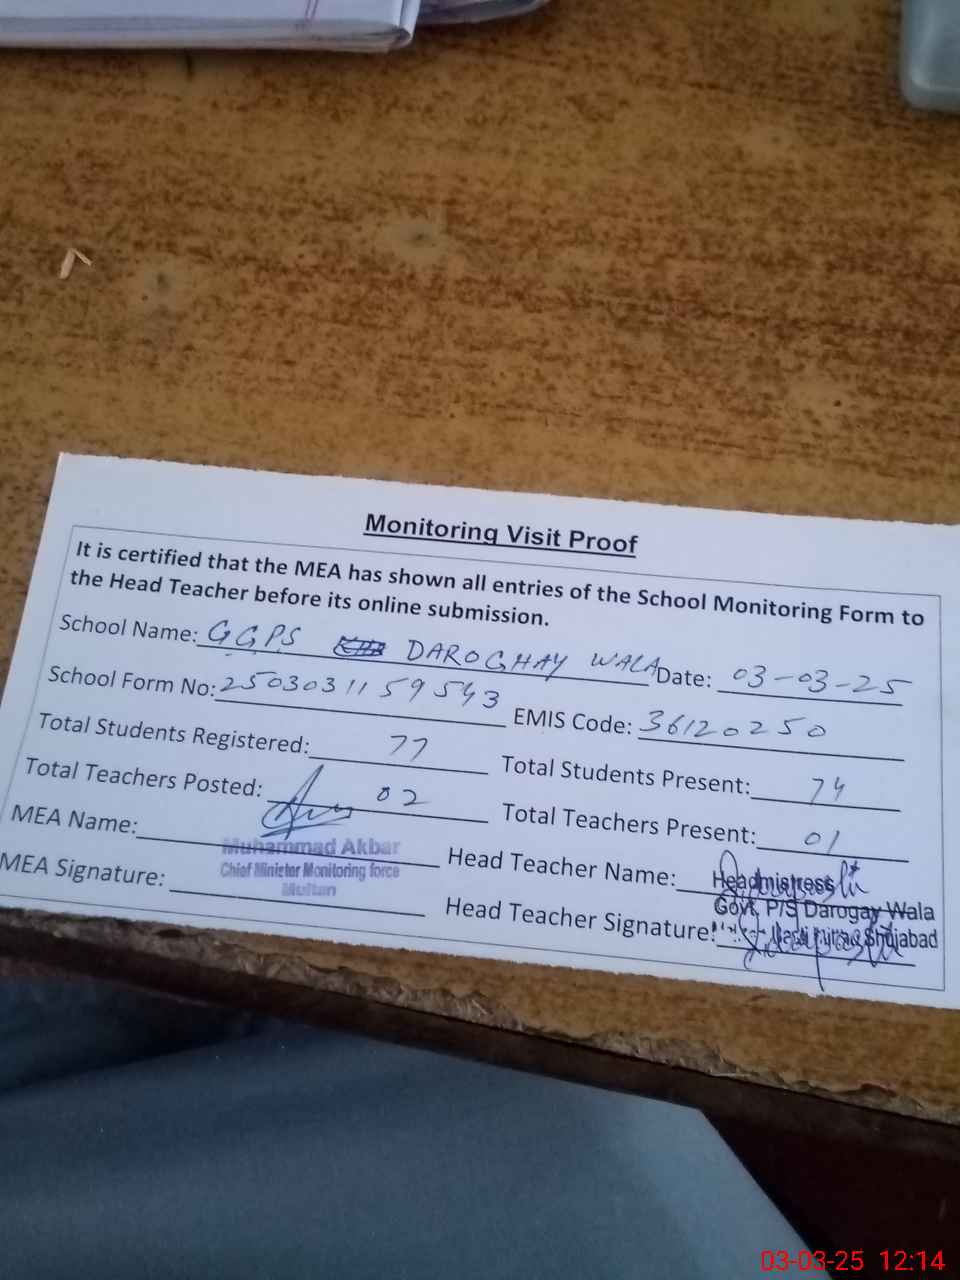 Monitoring Visit Proof
It is certified that the MEA has shown all entries of the School Monitoring Form to
the Head Teacher before its online submission.
School Name: GGPS DAROGHAY WALA Date: 03-03-25
School Form No: 25030311 59543 EMIS Code: 36120250
Total Students Registered: 77 Total Students Present: 74
Total Teachers Posted: 02 Total Teachers Present: 01
MEA Name: Muhammad Akbar Head Teacher Name: Headmistress
Chief Minister Monitoring force
Multan
Govt, P/S Darogay Wala
MEA Signature: Head Teacher Signature: Shujabad
03-03-25 12:14